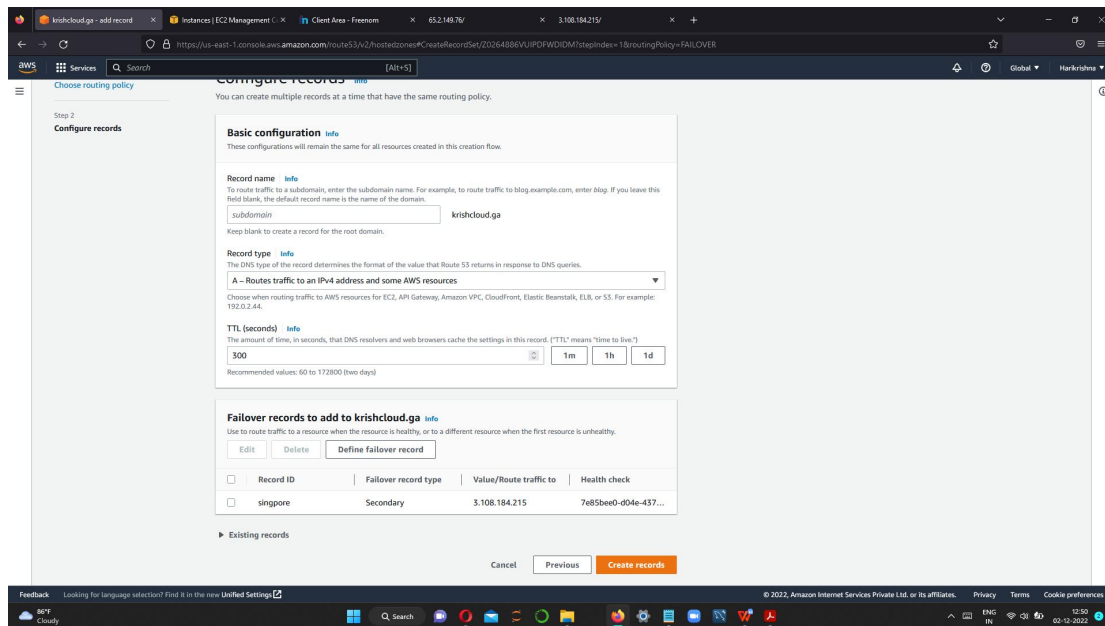 krishcloud.ga - add record
Instances | EC2 Management C
Client Area - Freenom
65.2.149.76/
3.108.184.215/
https://us-east-1.console.aws.amazon.com/route53/v2/hostedzones#CreateRecordSet/Z0264886VUIPDFWDIDM?stepIndex=1&routingPolicy=FAILOVER
aws
Services
Search
[Alt+S]
Global
Harikrishna
Choose routing policy
Step 2
Configure records
Configure records Info
You can create multiple records at a time that have the same routing policy.
Basic configuration Info
These configurations will remain the same for all resources created in this creation flow.
Record name Info
To route traffic to a subdomain, enter the subdomain name. For example, to route traffic to blog.example.com, enter blog. If you leave this
field blank, the default record name is the name of the domain.
subdomain
krishcloud.ga
Keep blank to create a record for the root domain.
Record type Info
The DNS type of the record determines the format of the value that Route 53 returns in response to DNS queries.
A – Routes traffic to an IPv4 address and some AWS resources
Choose when routing traffic to AWS resources for EC2, API Gateway, Amazon VPC, CloudFront, Elastic Beanstalk, ELB, or S3. For example:
192.0.2.44.
TTL (seconds) Info
The amount of time, in seconds, that DNS resolvers and web browsers cache the settings in this record. ("TTL" means "time to live.")
300
1m
1h
1d
Recommended values: 60 to 172800 (two days)
Failover records to add to krishcloud.ga Info
Use to route traffic to a resource when the resource is healthy, or to a different resource when the first resource is unhealthy.
Edit
Delete
Define failover record
Record ID
Failover record type
Value/Route traffic to
Health check
singpore
Secondary
3.108.184.215
7e85bee0-d04e-437...
Existing records
Cancel
Previous
Create records
Feedback
Looking for language selection? Find it in the new Unified Settings
© 2022, Amazon Internet Services Private Ltd. or its affiliates.
Privacy
Terms
Cookie preferences
86°F
Cloudy
Search
ENG
IN
12:50
02-12-2022
2